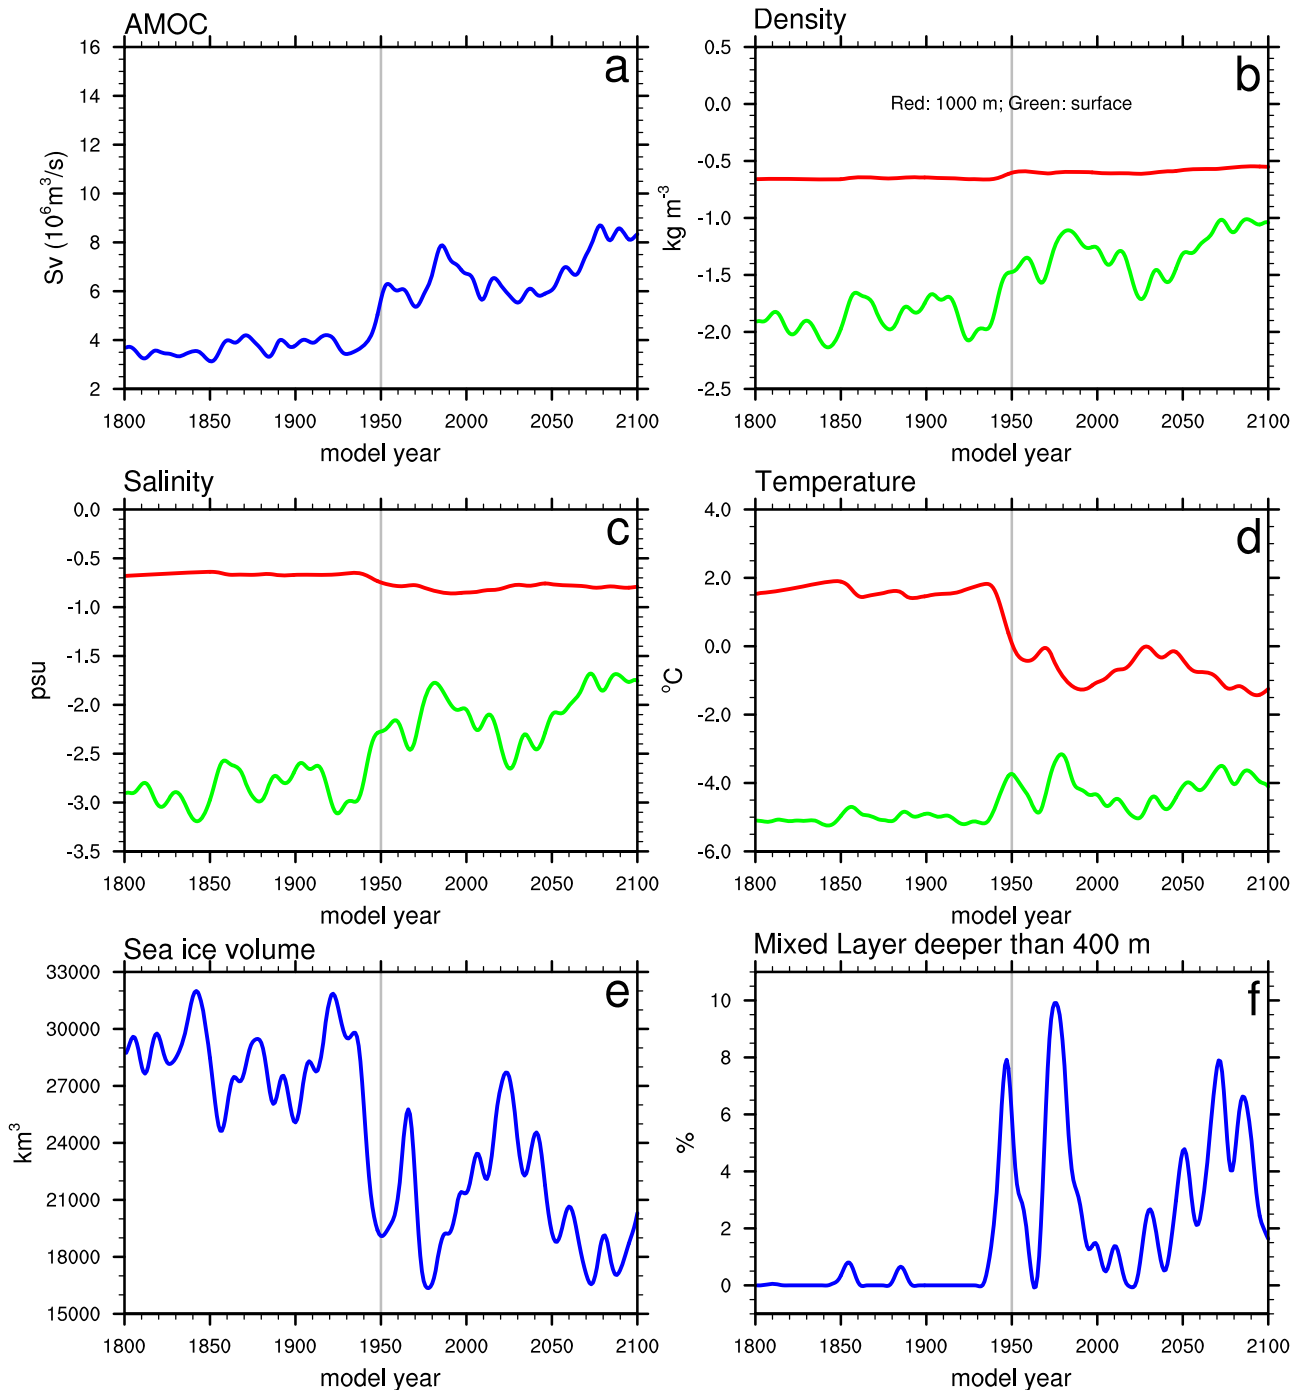 AMOC
Density
a
b
16
14
12
10
8
6
4
2
Sv (10⁶m³/s)
0.5
0.0
-0.5
-1.0
-1.5
-2.0
-2.5
kg m⁻³
Red: 1000 m; Green: surface
1800 1850 1900 1950 2000 2050 2100
model year
1800 1850 1900 1950 2000 2050 2100
model year
Salinity
Temperature
c
d
0.0
-0.5
-1.0
-1.5
-2.0
-2.5
-3.0
-3.5
psu
4.0
2.0
0.0
-2.0
-4.0
-6.0
°C
1800 1850 1900 1950 2000 2050 2100
model year
1800 1850 1900 1950 2000 2050 2100
model year
Sea ice volume
Mixed Layer deeper than 400 m
e
f
33000
30000
27000
24000
21000
18000
15000
km³
10
8
6
4
2
0
%
1800 1850 1900 1950 2000 2050 2100
model year
1800 1850 1900 1950 2000 2050 2100
model year